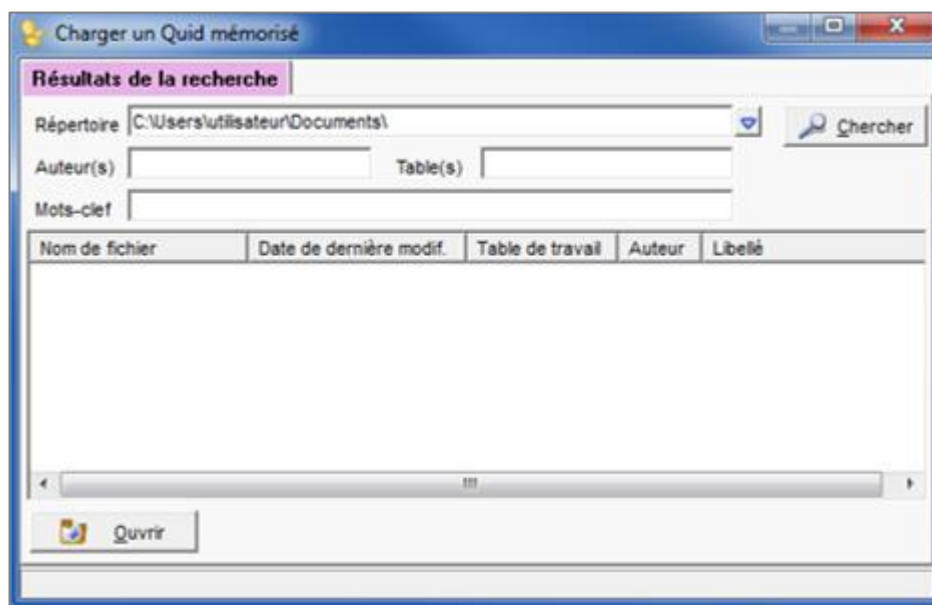 Charger un Quid mémorisé
Résultats de la recherche
Répertoire C:\Users\utilisateur\Documents\ Chercher
Auteur(s) Table(s)
Mots-clef
Nom de fichier Date de dernière modif. Table de travail Auteur Libellé
Ouvrir